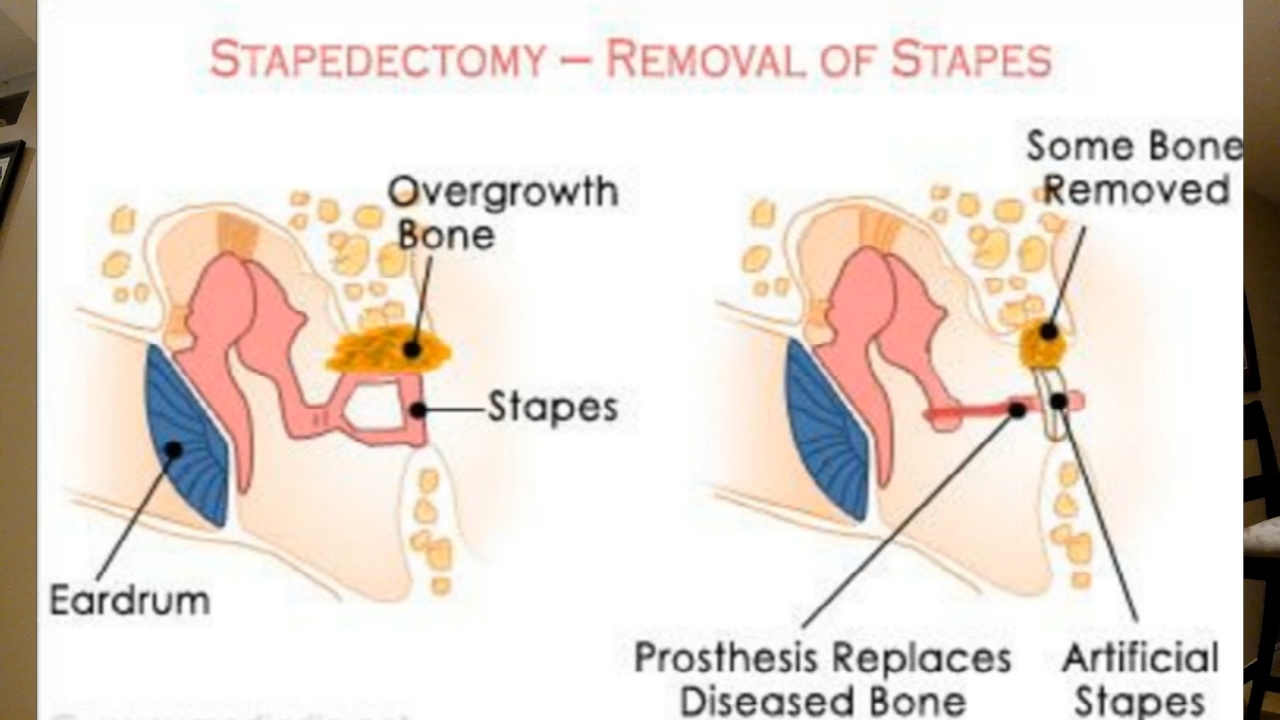 STAPEDECTOMY – REMOVAL OF STAPES
Overgrowth
Bone
Stapes
Eardrum
Some Bone
Removed
Prosthesis Replaces
Diseased Bone
Artificial
Stapes